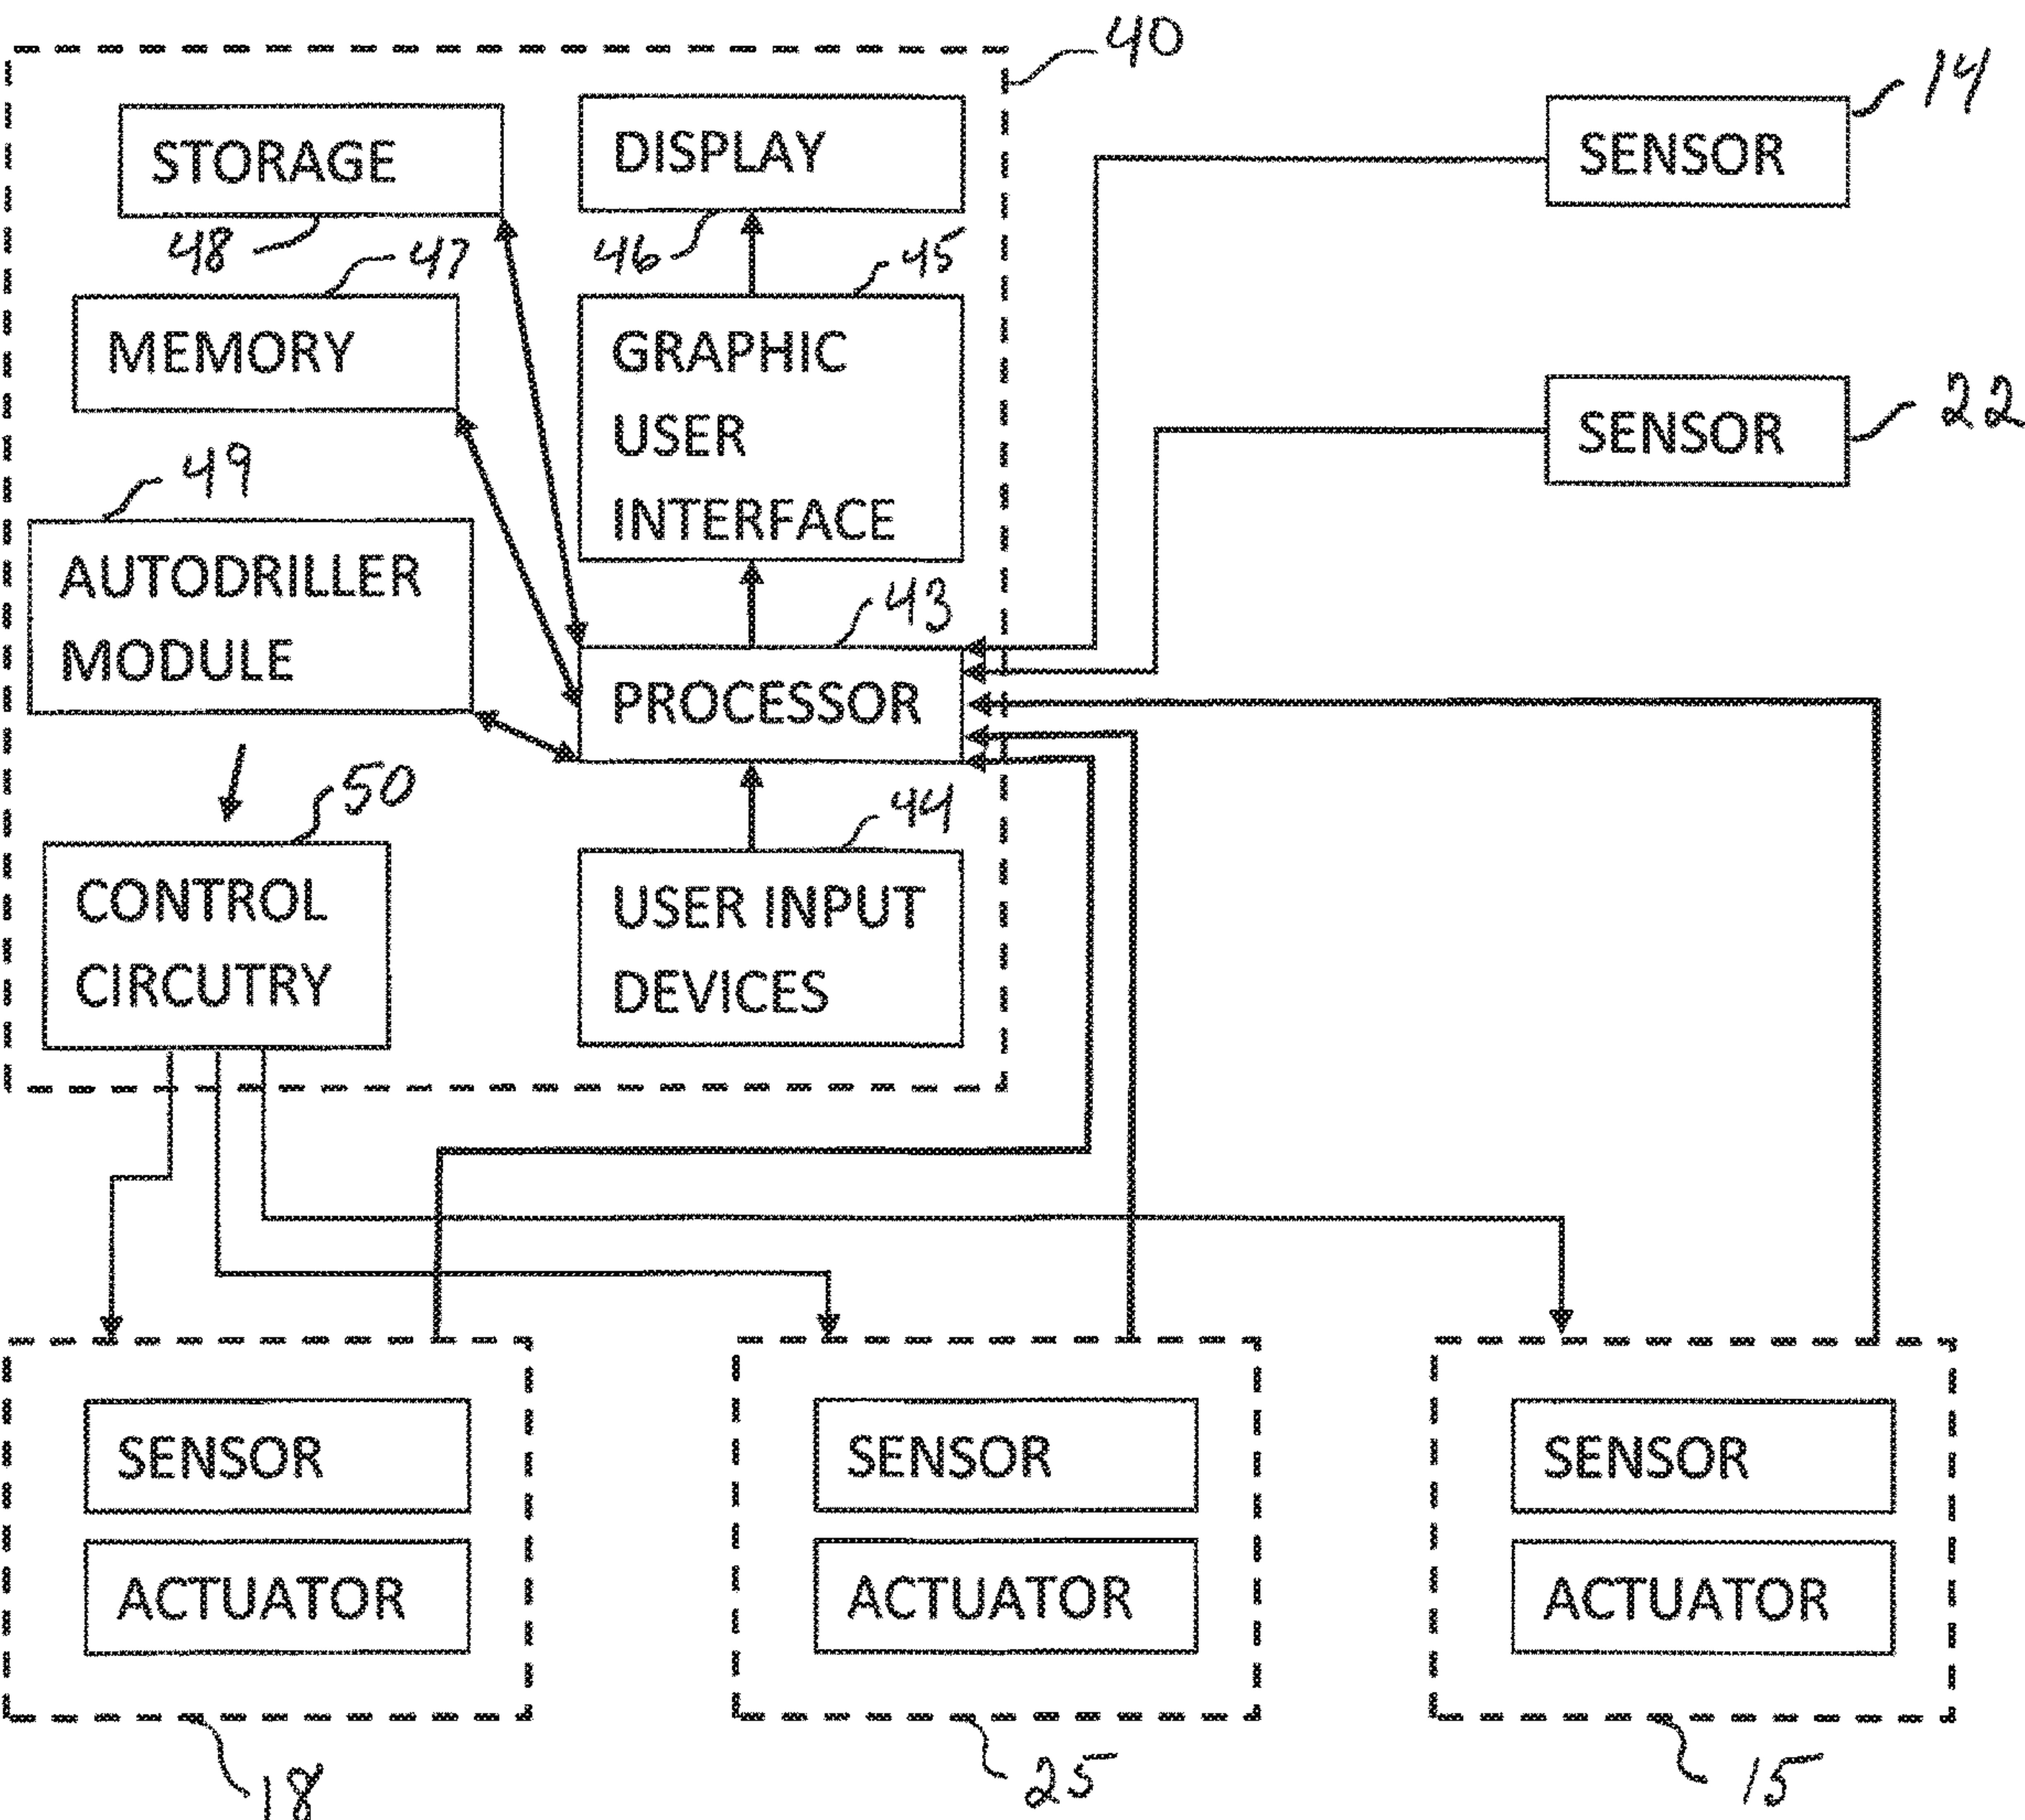 40
14
STORAGE
DISPLAY
SENSOR
48
47
46
45
MEMORY
GRAPHIC
USER
INTERFACE
SENSOR
22
49
AUTODRILLER
MODULE
43
PROCESSOR
50
44
CONTROL
CIRCUTRY
USER INPUT
DEVICES
SENSOR
ACTUATOR
SENSOR
ACTUATOR
SENSOR
ACTUATOR
18
25
15